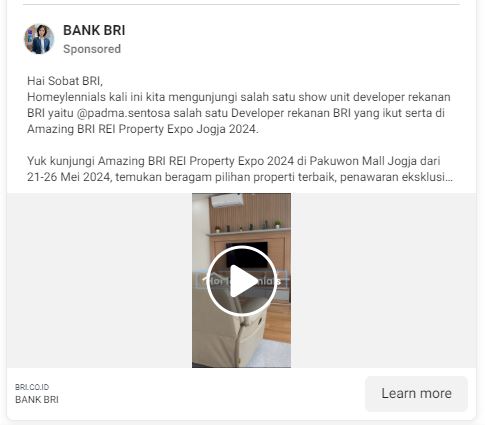 BANK BRI
Sponsored
Hai Sobat BRI,
Homeylennials kali ini kita mengunjungi salah satu show unit developer rekanan
BRI yaitu @padma.sentosa salah satu Developer rekanan BRI yang ikut serta di
Amazing BRI REI Property Expo Jogja 2024.
Yuk kunjungi Amazing BRI REI Property Expo 2024 di Pakuwon Mall Jogja dari
21-26 Mei 2024, temukan beragam pilihan properti terbaik, penawaran eksklusi...
BRI.CO.ID
BANK BRI
Learn more